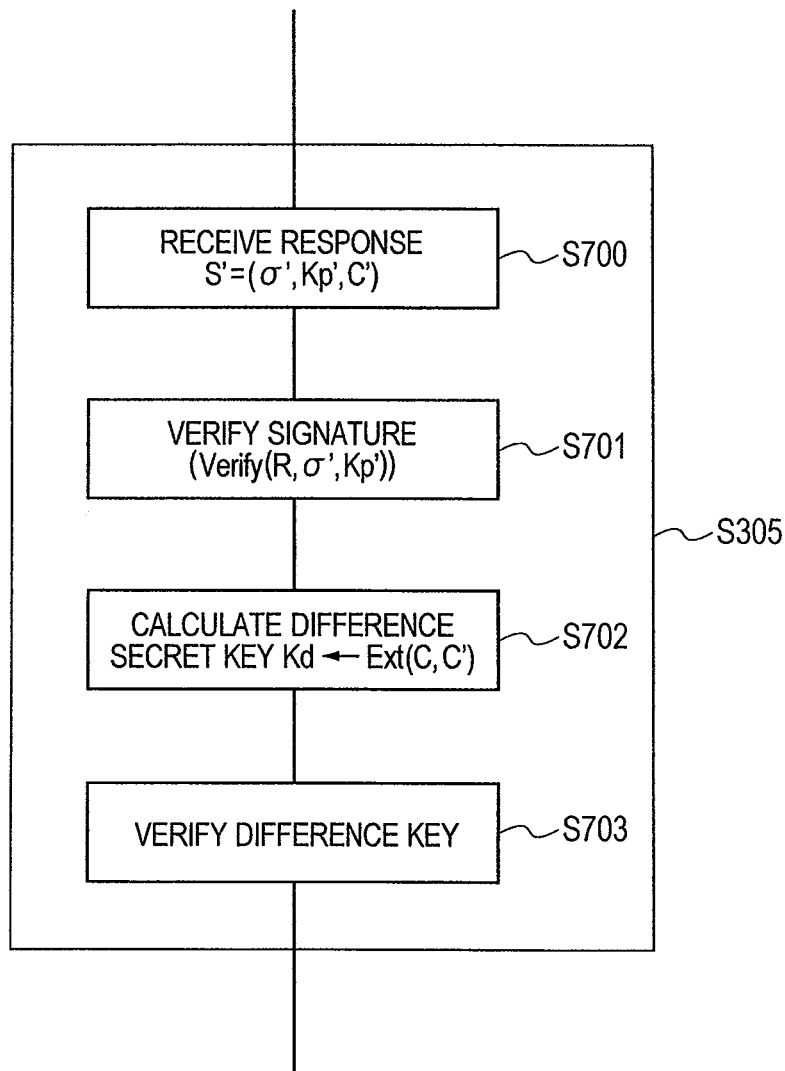 RECEIVE RESPONSE
S'=(σ',Kp',C')
S700
VERIFY SIGNATURE
(Verify(R,σ',Kp'))
S701
S305
CALCULATE DIFFERENCE
SECRET KEY Kd ← Ext(C,C')
S702
VERIFY DIFFERENCE KEY
S703